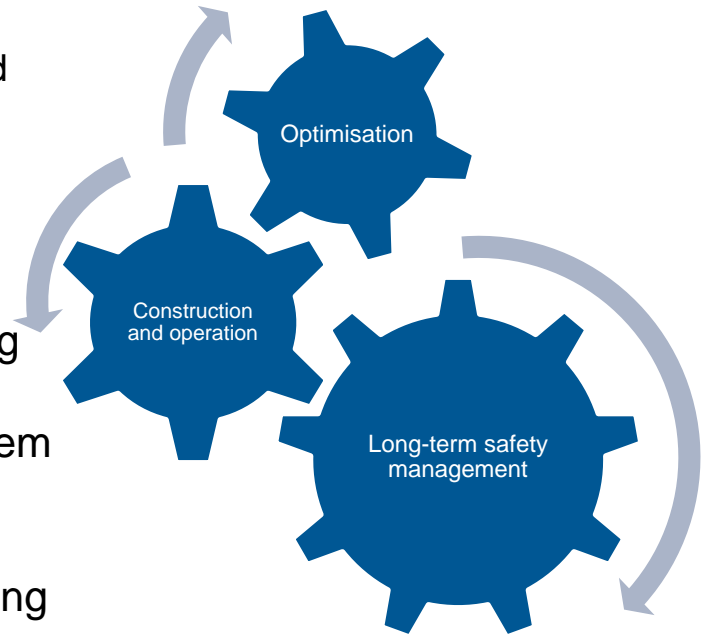 Optimisation
Construction
and operation
Long-term safety
management